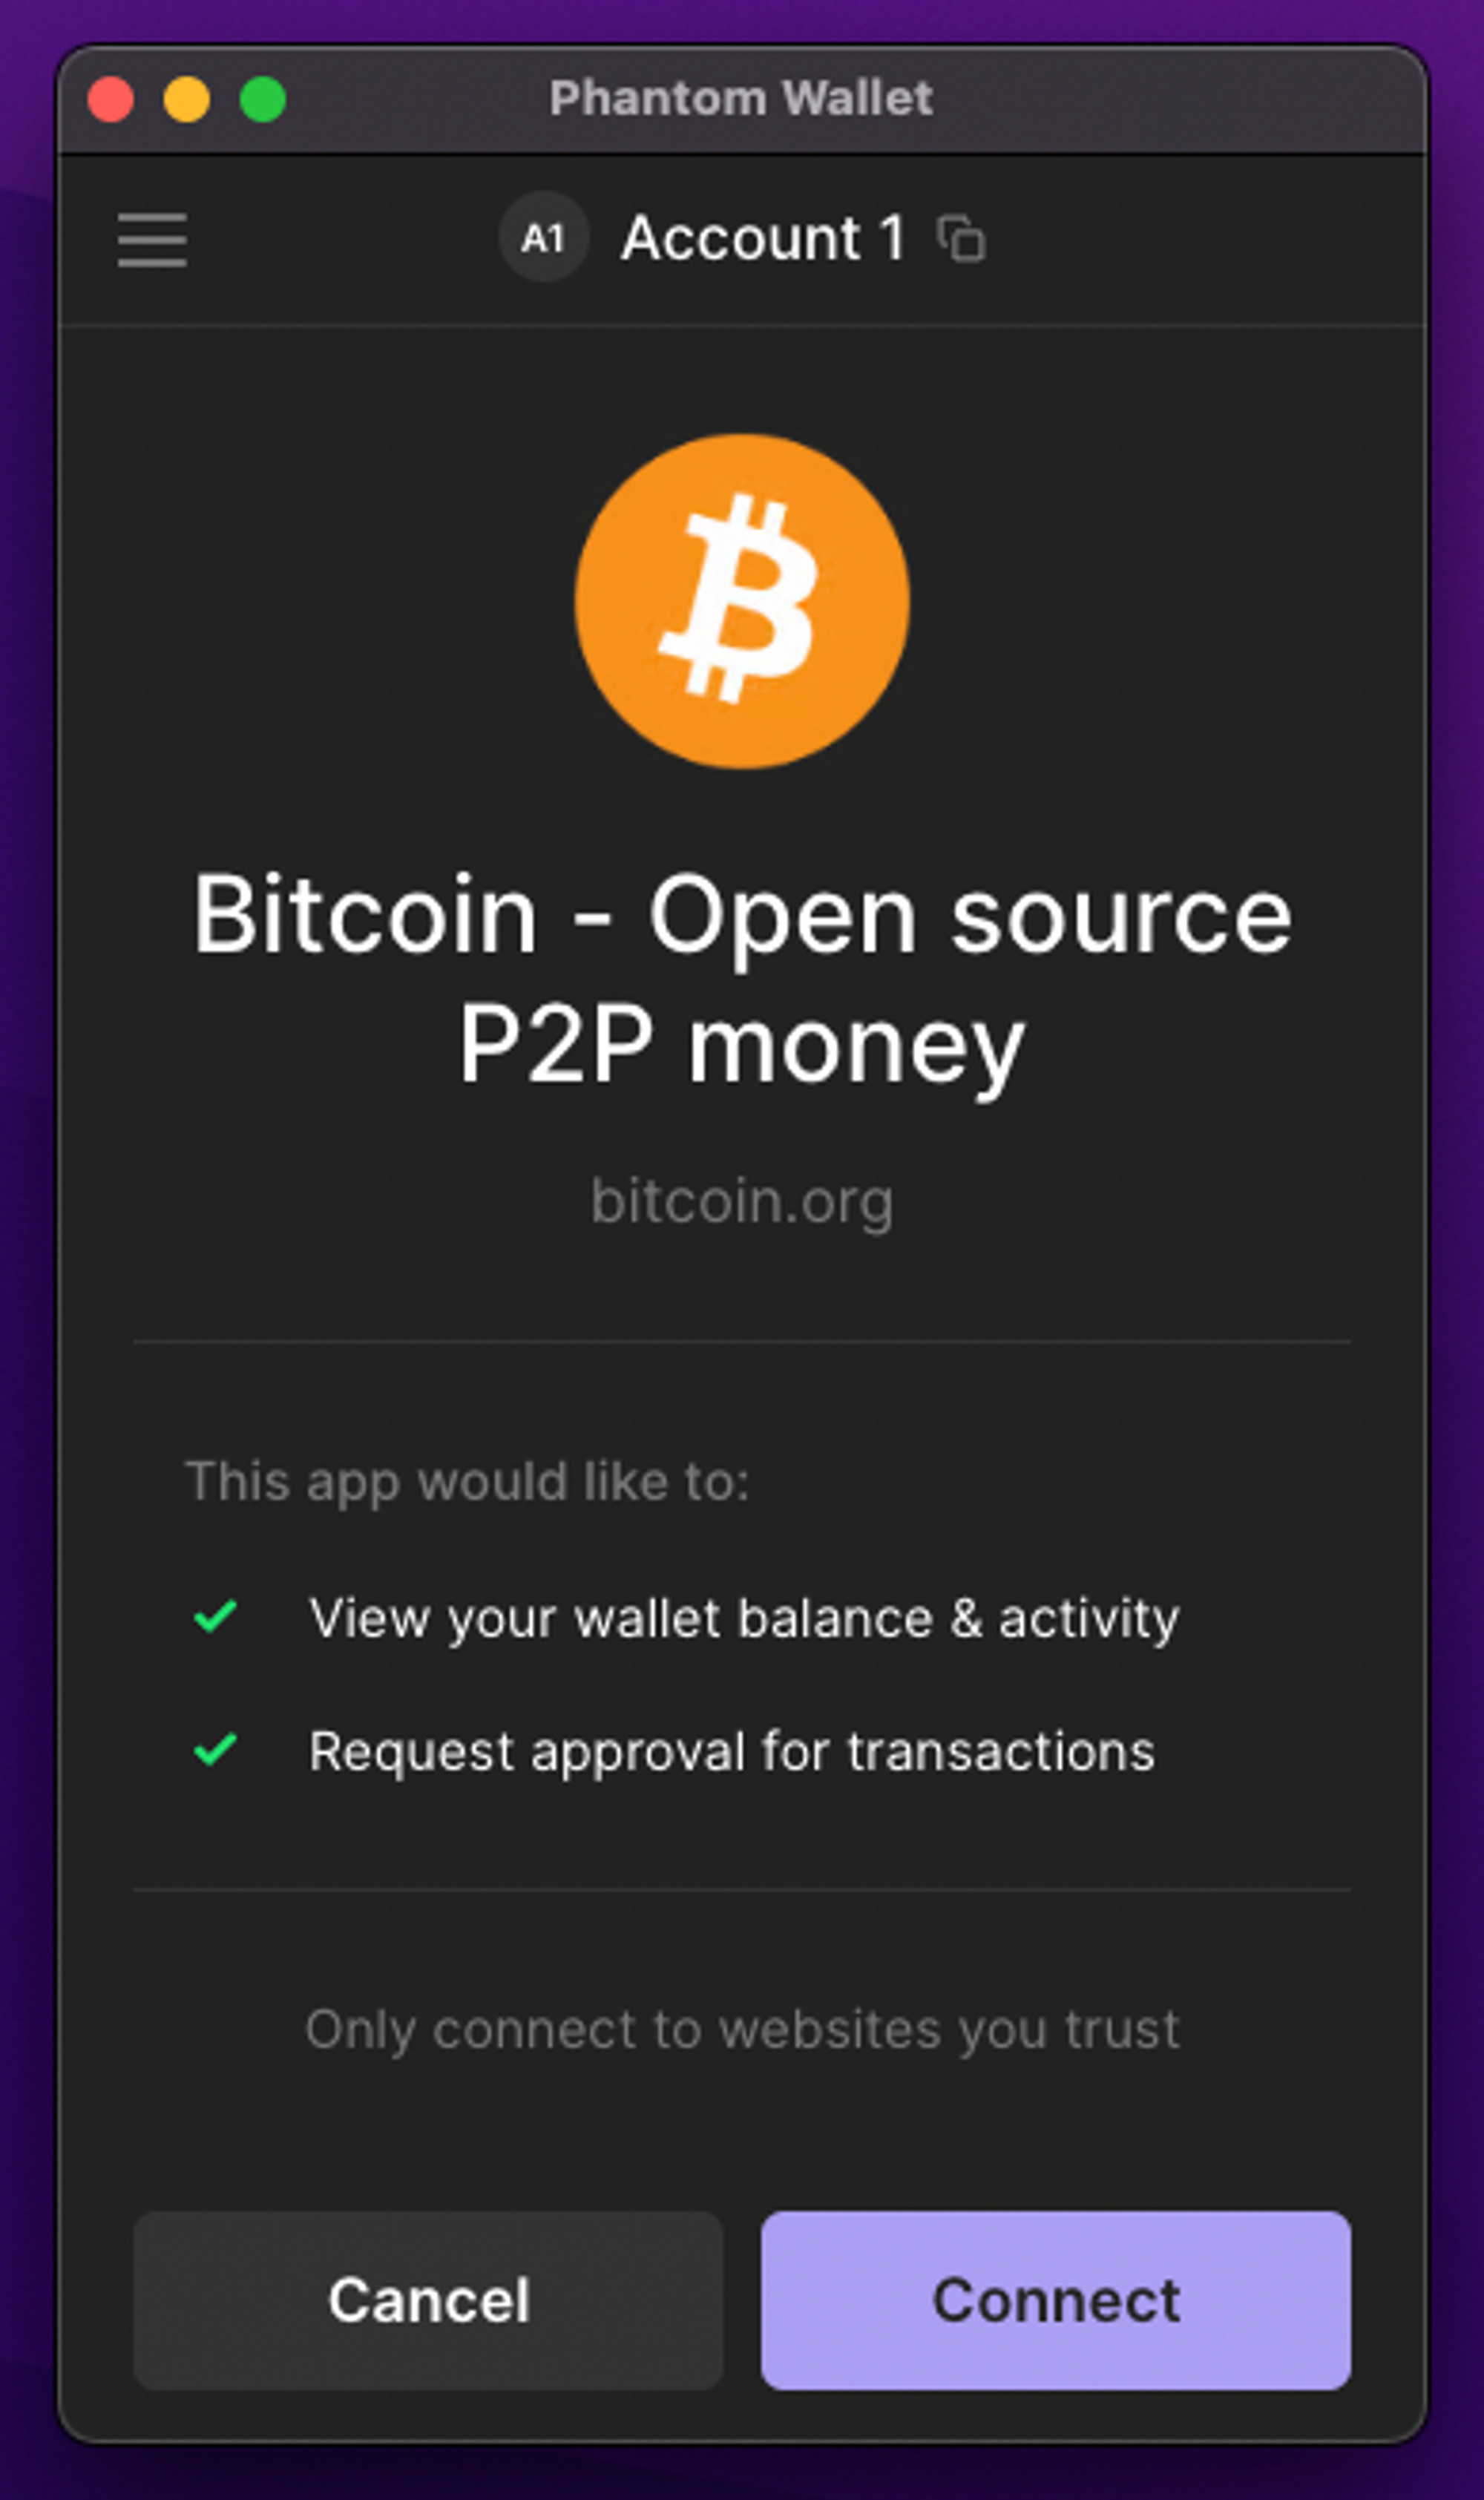 Phantom Wallet
A1 Account 1
Bitcoin - Open source
P2P money
bitcoin.org
This app would like to:
View your wallet balance & activity
Request approval for transactions
Only connect to websites you trust
Cancel Connect